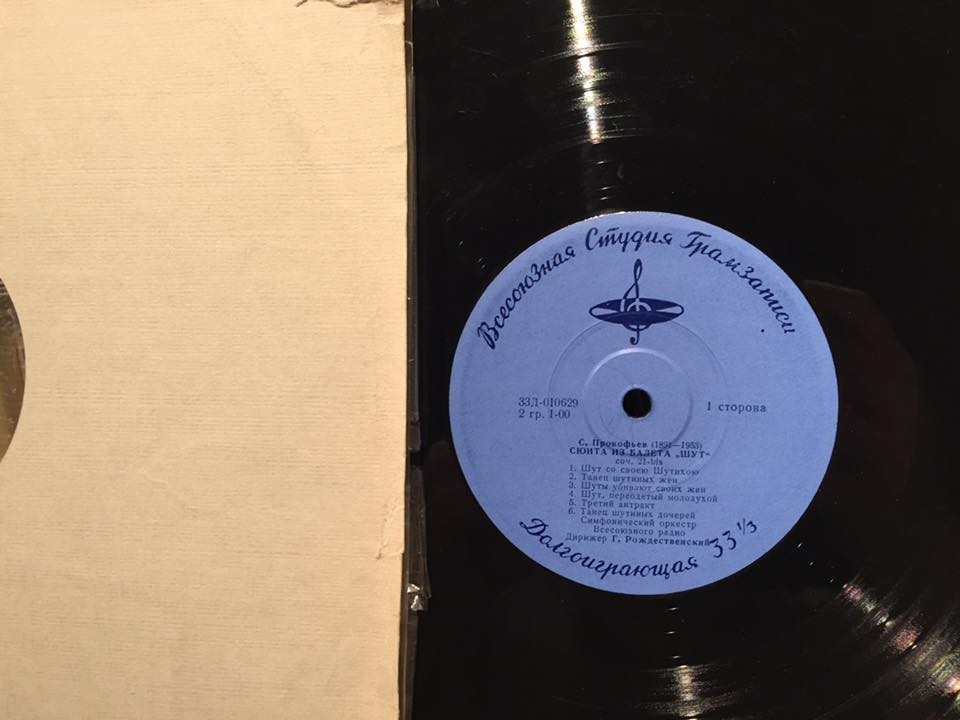 Всесоюзная Студия Грамзаписи
33Д-010629
2 гр. 1-00
1 сторона
С. Прокофьев (1891—1953)
СЮИТА ИЗ БАЛЕТА „ШУТ“
соч. 21-bis
1. Шут со своею Шутихою
2. Танец шутиных жен
3. Шуты убивают своих жен
4. Шут, переодетый молодухой
5. Третий антракт
6. Танец шутиных дочерей
Симфонический оркестр
Всесоюзного радио
Дирижер Г. Рождественский
Долгоиграющая 33 1/3